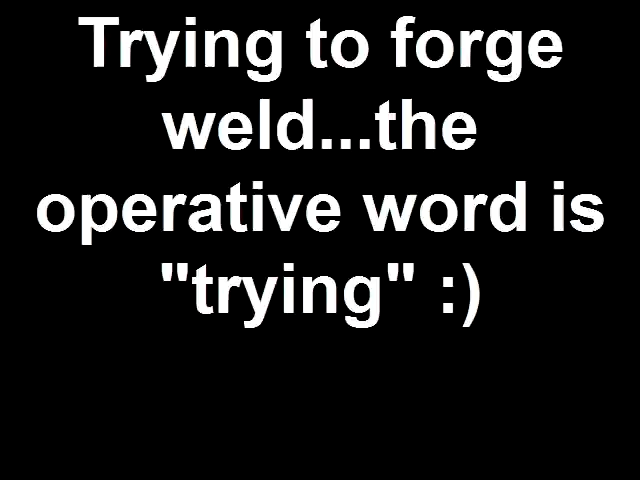 Trying to forge
weld...the
operative word is
"trying" :)